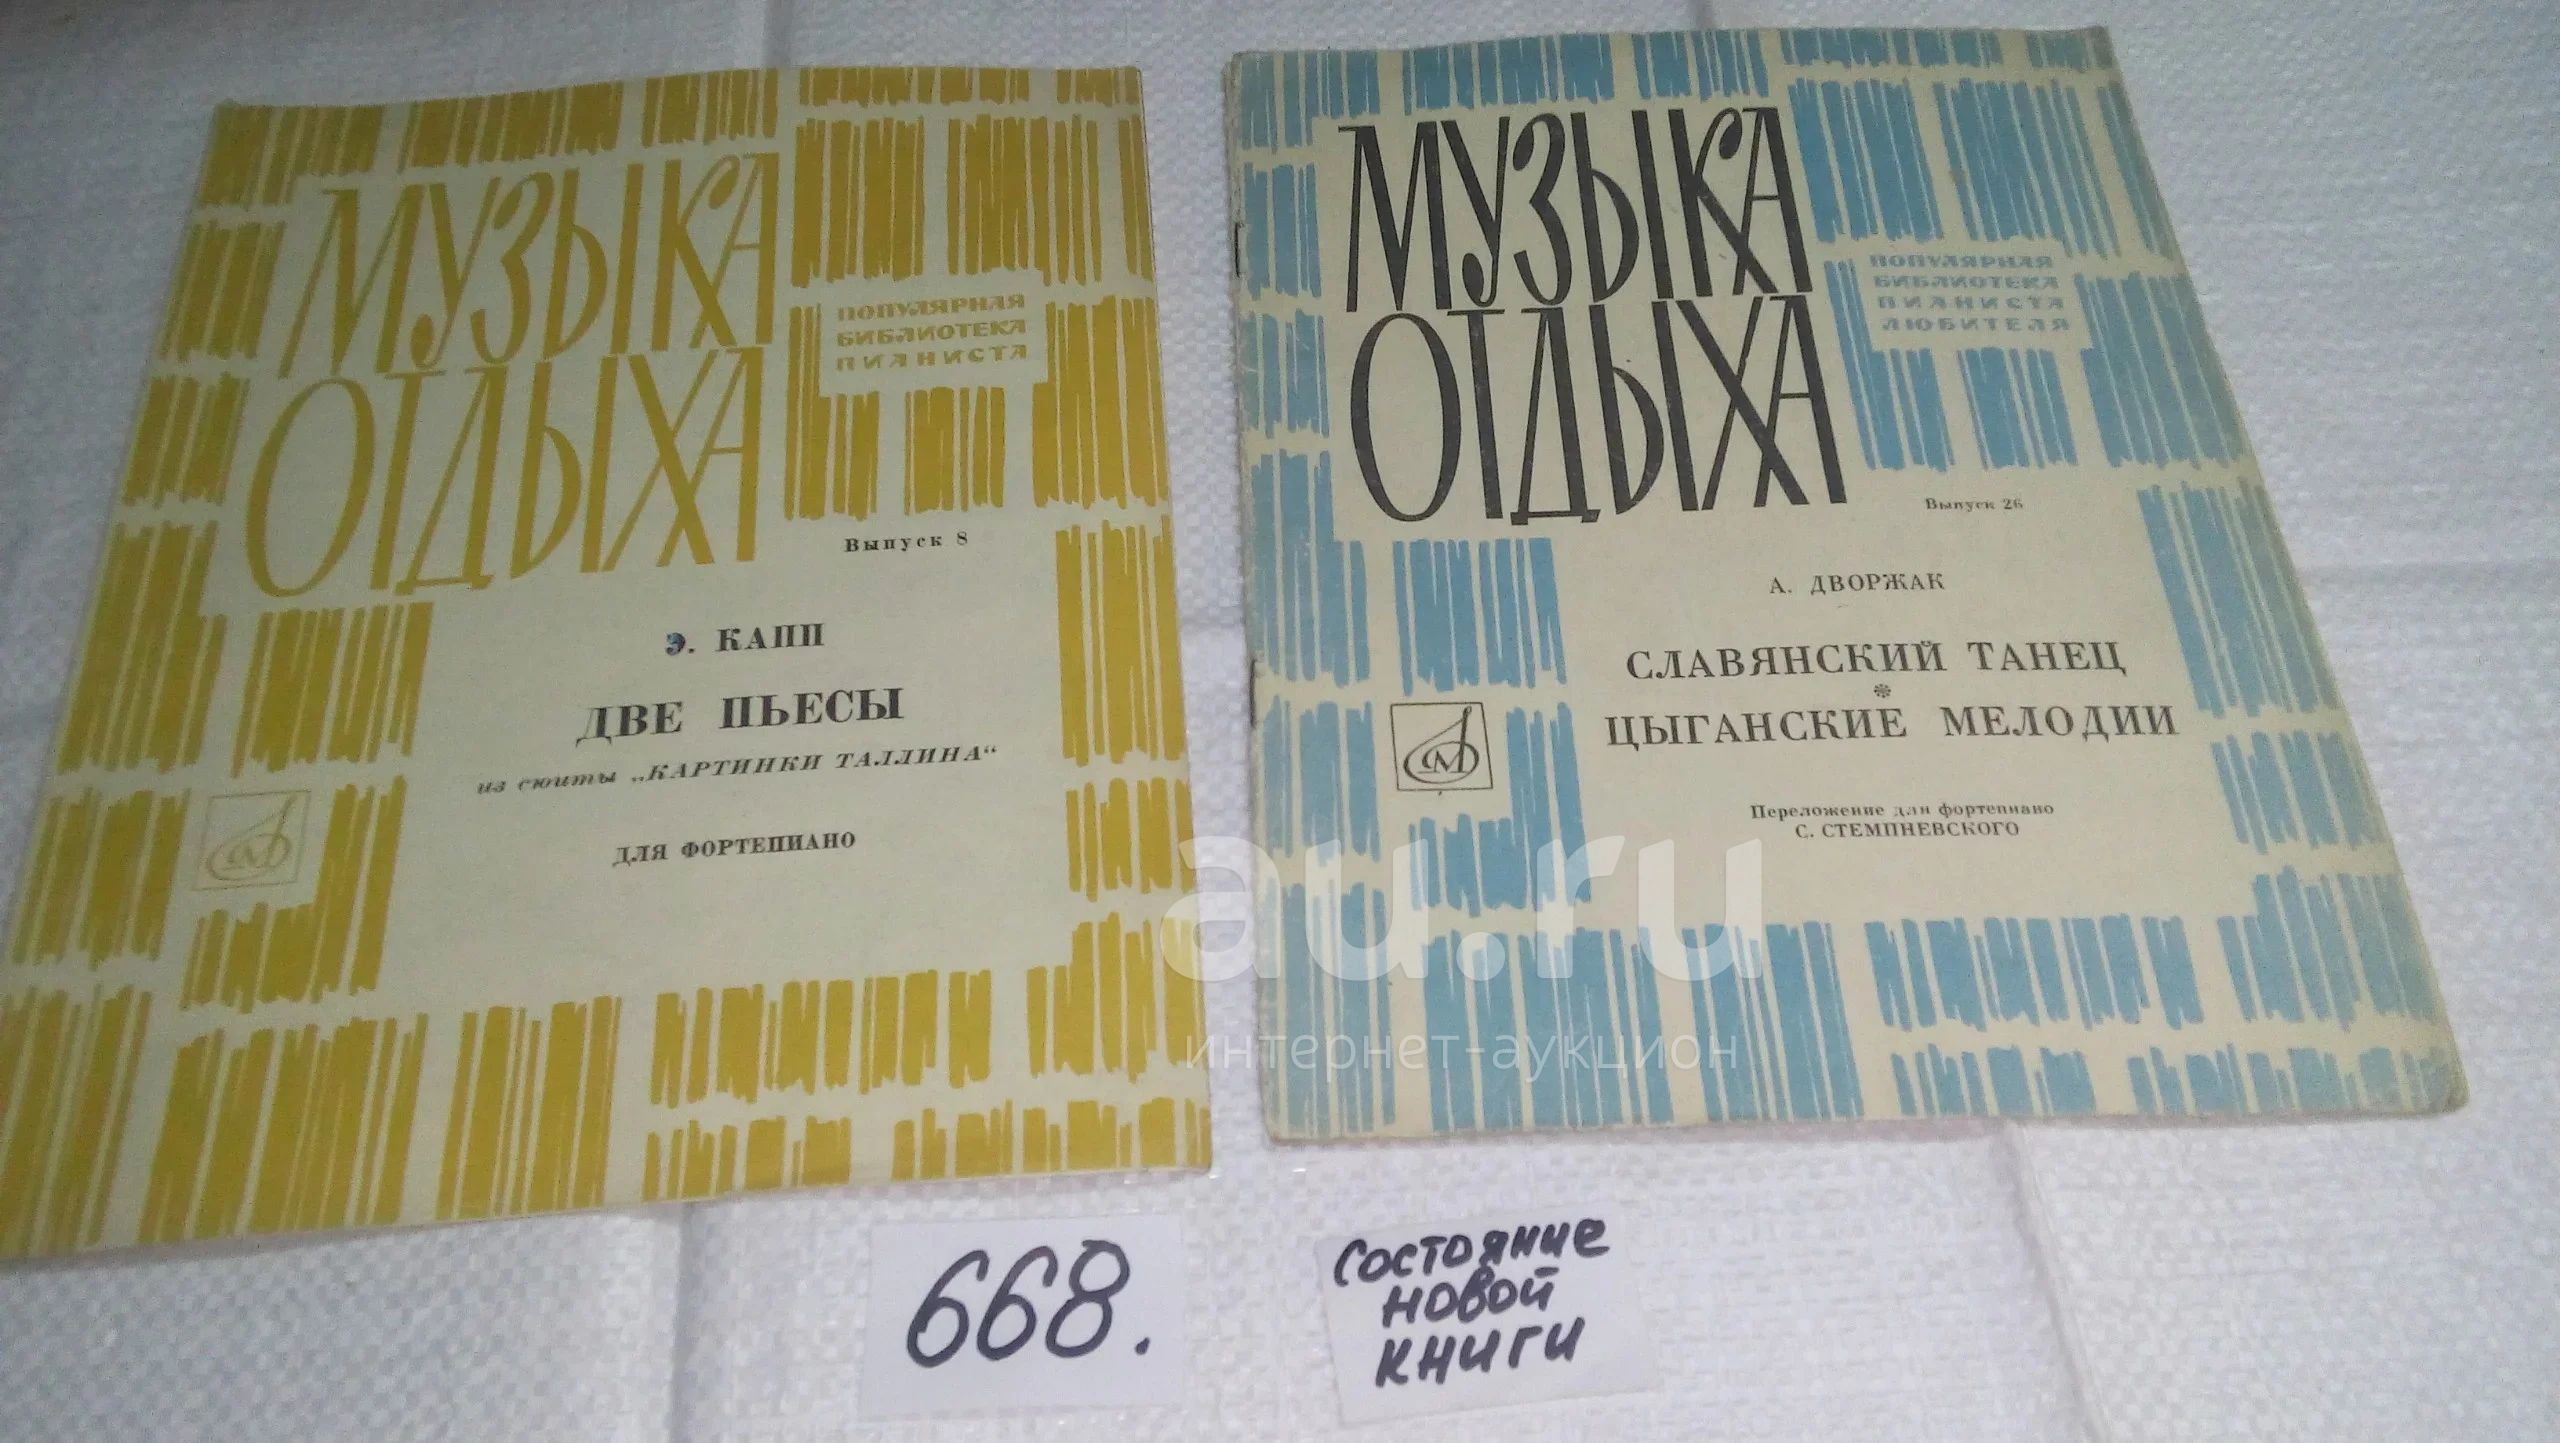 МУЗЫКА
ОТДЫХА
ПОПУЛЯРНАЯ
БИБЛИОТЕКА
ПИАНИСТА
Выпуск 8
Э. КАПП
ДВЕ ПЬЕСЫ
из сюиты „КАРТИНКИ ТАЛЛИНА“
ДЛЯ ФОРТЕПИАНО
МУЗЫКА
ОТДЫХА
ПОПУЛЯРНАЯ
БИБЛИОТЕКА
ПИАНИСТА
ЛЮБИТЕЛЯ
Выпуск 26
А. ДВОРЖАК
СЛАВЯНСКИЙ ТАНЕЦ
*
ЦЫГАНСКИЕ МЕЛОДИИ
Переложение для фортепиано
С. СТЕМПНЕВСКОГО
au.ru
интернет-аукцион
668.
Состояние
новой
книги